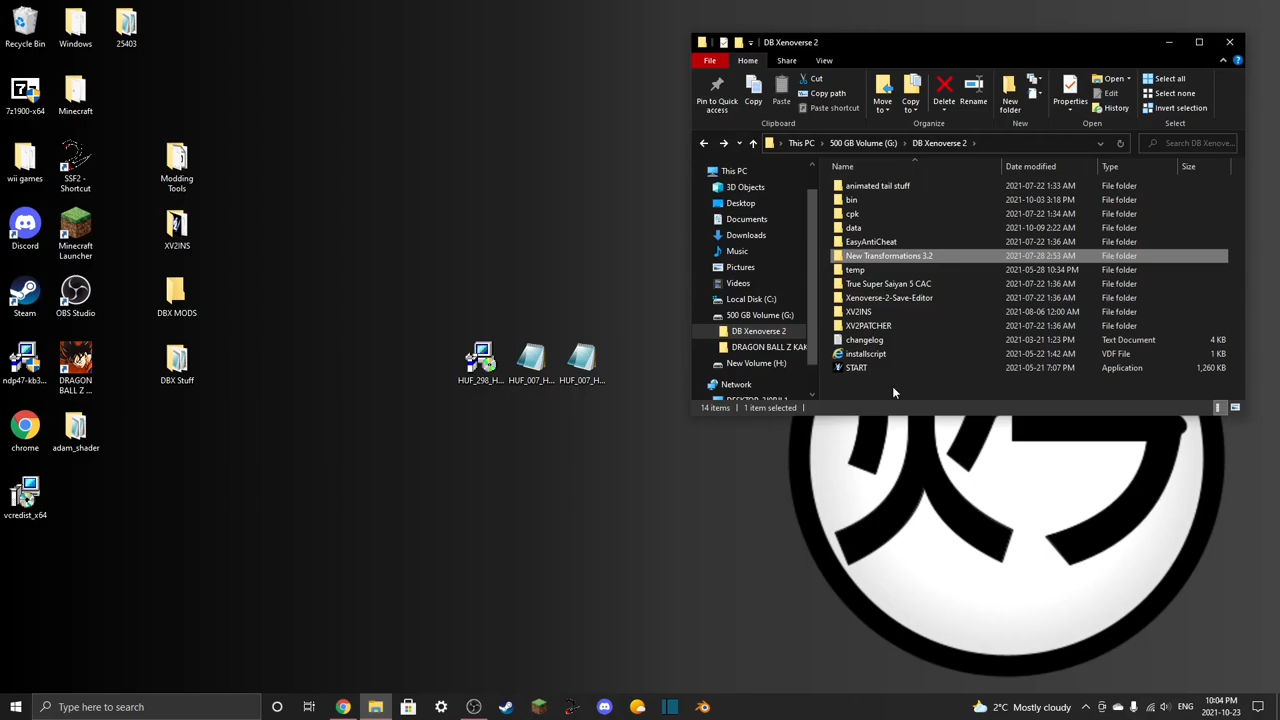 Recycle Bin
Windows
25403
7z1900-x64
Minecraft
wii games
SSF2 - Shortcut
Modding Tools
Discord
Minecraft Launcher
XV2INS
Steam
OBS Studio
DBX MODS
ndp47-kb3...
DRAGON BALL Z ...
DBX Stuff
chrome
adam_shader
vcredist_x64
HUF_298_H...
HUF_007_H...
HUF_007_H...
DB Xenoverse 2
File
Home
Share
View
Pin to Quick access
Copy
Paste
Cut
Copy path
Paste shortcut
Clipboard
Move to
Copy to
Delete
Rename
Organize
New folder
New
Properties
Open
Edit
History
Open
Select all
Select none
Invert selection
Select
This PC > 500 GB Volume (G:) > DB Xenoverse 2 >
Search DB Xenove...
This PC
3D Objects
Desktop
Documents
Downloads
Music
Pictures
Videos
Local Disk (C:)
500 GB Volume (G:)
DB Xenoverse 2
DRAGON BALL Z KAK
New Volume (H:)
Network
Name Date modified Type Size
animated tail stuff 2021-07-22 1:33 AM File folder
bin 2021-10-03 3:18 PM File folder
cpk 2021-07-22 1:34 AM File folder
data 2021-10-09 2:22 AM File folder
EasyAntiCheat 2021-07-22 1:36 AM File folder
New Transformations 3.2 2021-07-28 2:53 AM File folder
temp 2021-05-28 10:34 PM File folder
True Super Saiyan 5 CAC 2021-07-22 1:36 AM File folder
Xenoverse-2-Save-Editor 2021-07-22 1:36 AM File folder
XV2INS 2021-08-06 12:00 AM File folder
XV2PATCHER 2021-07-22 1:36 AM File folder
changelog 2021-03-21 1:23 PM Text Document 4 KB
installscript 2021-05-22 1:42 AM VDF File 1 KB
START 2021-05-21 7:07 PM Application 1,260 KB
14 items 1 item selected
Type here to search
2°C Mostly cloudy
ENG
10:04 PM
2021-10-23